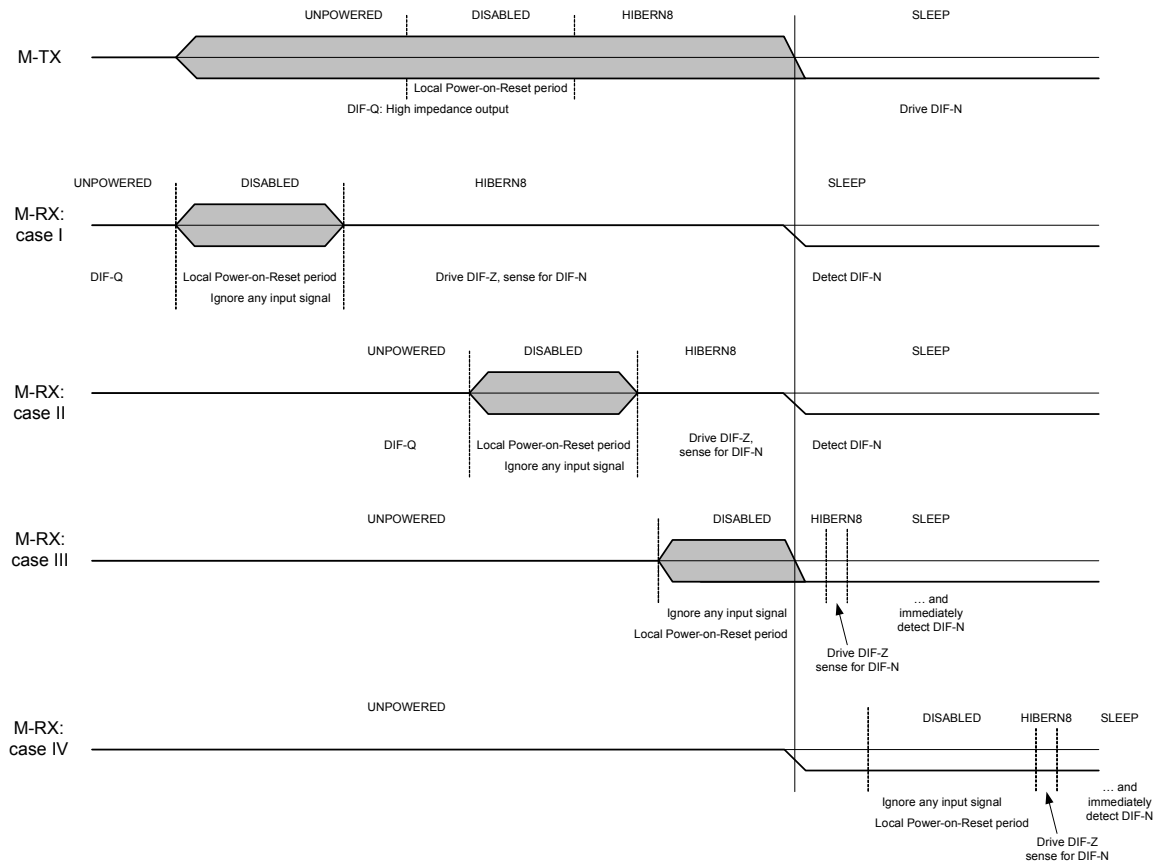 UNPOWERED DISABLED HIBERN8 SLEEP
M-TX
Local Power-on-Reset period
DIF-Q: High impedance output Drive DIF-N
UNPOWERED DISABLED HIBERN8 SLEEP
M-RX:
case I
DIF-Q Local Power-on-Reset period Drive DIF-Z, sense for DIF-N Detect DIF-N
Ignore any input signal
UNPOWERED DISABLED HIBERN8 SLEEP
M-RX:
case II
DIF-Q Local Power-on-Reset period Drive DIF-Z,
sense for DIF-N Detect DIF-N
Ignore any input signal
UNPOWERED DISABLED HIBERN8 SLEEP
M-RX:
case III
Ignore any input signal
Local Power-on-Reset period
... and
immediately
detect DIF-N
Drive DIF-Z
sense for DIF-N
UNPOWERED
M-RX:
case IV
DISABLED HIBERN8 SLEEP
Ignore any input signal
Local Power-on-Reset period
... and
immediately
detect DIF-N
Drive DIF-Z
sense for DIF-N